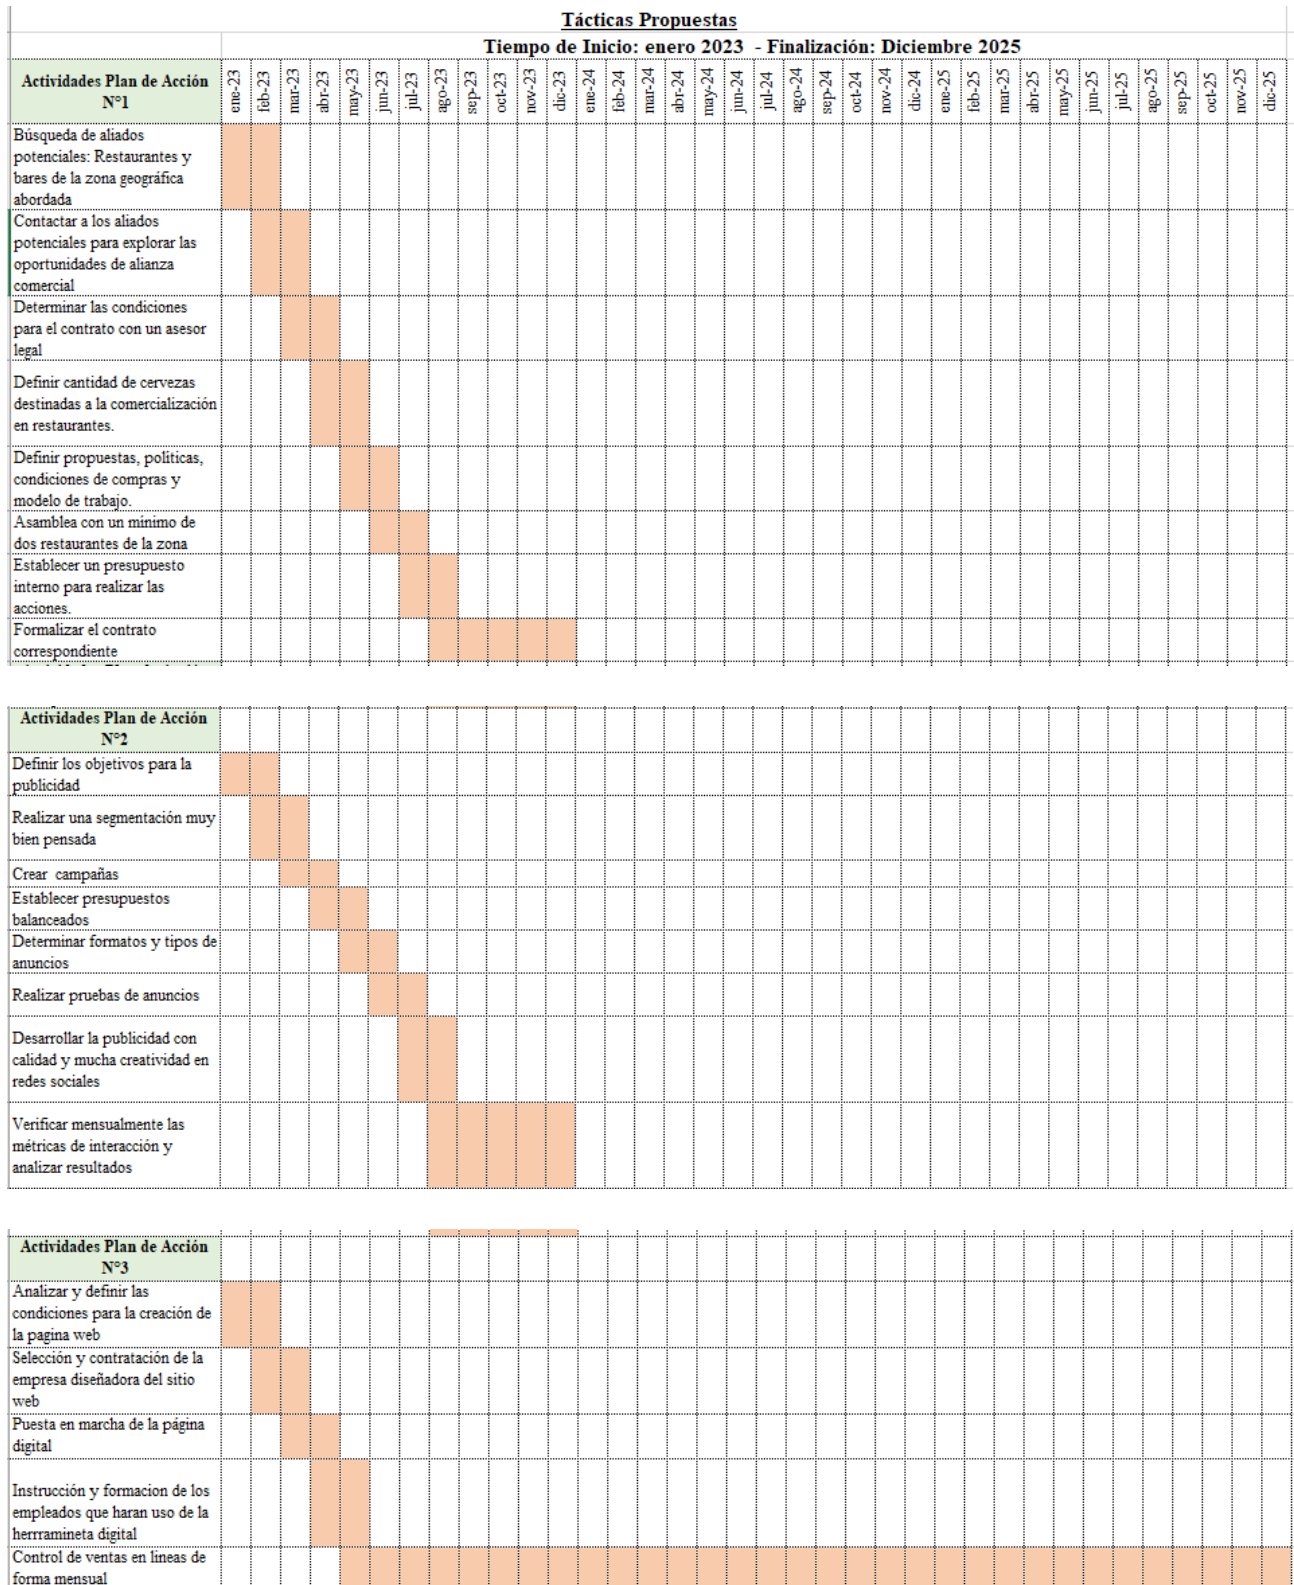 Tácticas Propuestas
Tiempo de Inicio: enero 2023 - Finalización: Diciembre 2025
Actividades Plan de Acción
N°1
ene-23
feb-23
mar-23
abr-23
may-23
jun-23
jul-23
ago-23
sep-23
oct-23
nov-23
dic-23
ene-24
feb-24
mar-24
abr-24
may-24
jun-24
jul-24
ago-24
sep-24
oct-24
nov-24
dic-24
ene-25
feb-25
mar-25
abr-25
may-25
jun-25
jul-25
ago-25
sep-25
oct-25
nov-25
dic-25
Búsqueda de aliados
potenciales: Restaurantes y
bares de la zona geográfica
abordada
Contactar a los aliados
potenciales para explorar las
oportunidades de alianza
comercial
Determinar las condiciones
para el contrato con un asesor
legal
Definir cantidad de cervezas
destinadas a la comercialización
en restaurantes.
Definir propuestas, políticas,
condiciones de compras y
modelo de trabajo.
Asamblea con un mínimo de
dos restaurantes de la zona
Establecer un presupuesto
interno para realizar las
acciones.
Formalizar el contrato
correspondiente
Actividades Plan de Acción
N°2
Definir los objetivos para la
publicidad
Realizar una segmentación muy
bien pensada
Crear campañas
Establecer presupuestos
balanceados
Determinar formatos y tipos de
anuncios
Realizar pruebas de anuncios
Desarrollar la publicidad con
calidad y mucha creatividad en
redes sociales
Verificar mensualmente las
métricas de interacción y
analizar resultados
Actividades Plan de Acción
N°3
Analizar y definir las
condiciones para la creación de
la pagina web
Selección y contratación de la
empresa diseñadora del sitio
web
Puesta en marcha de la página
digital
Instrucción y formacion de los
empleados que haran uso de la
herrramineta digital
Control de ventas en lineas de
forma mensual